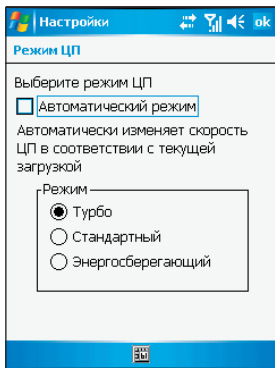 Настройки ok
Режим ЦП
Выберите режим ЦП
Автоматический режим
Автоматически изменяет скорость
ЦП в соответствии с текущей
загрузкой
Режим
Турбо
Стандартный
Энергосберегающий